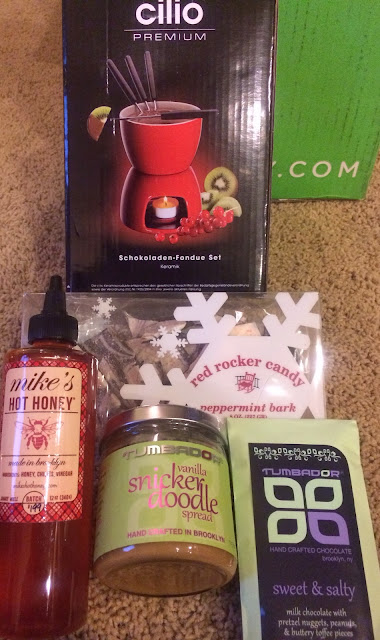 cilio
PREMIUM
Y.COM
Schokoladen-Fondue Set
Keramik
red rocker candy
peppermint bark
mike's
HOT HONEY
made in brooklyn
TUMBADOR
vanilla
snicker
doodle
spread
HAND CRAFTED IN BROOKLYN
TUMBADOR
HAND CRAFTED CHOCOLATE
brooklyn, ny
sweet & salty
milk chocolate with
pretzel nuggets, peanuts,
& buttery toffee pieces